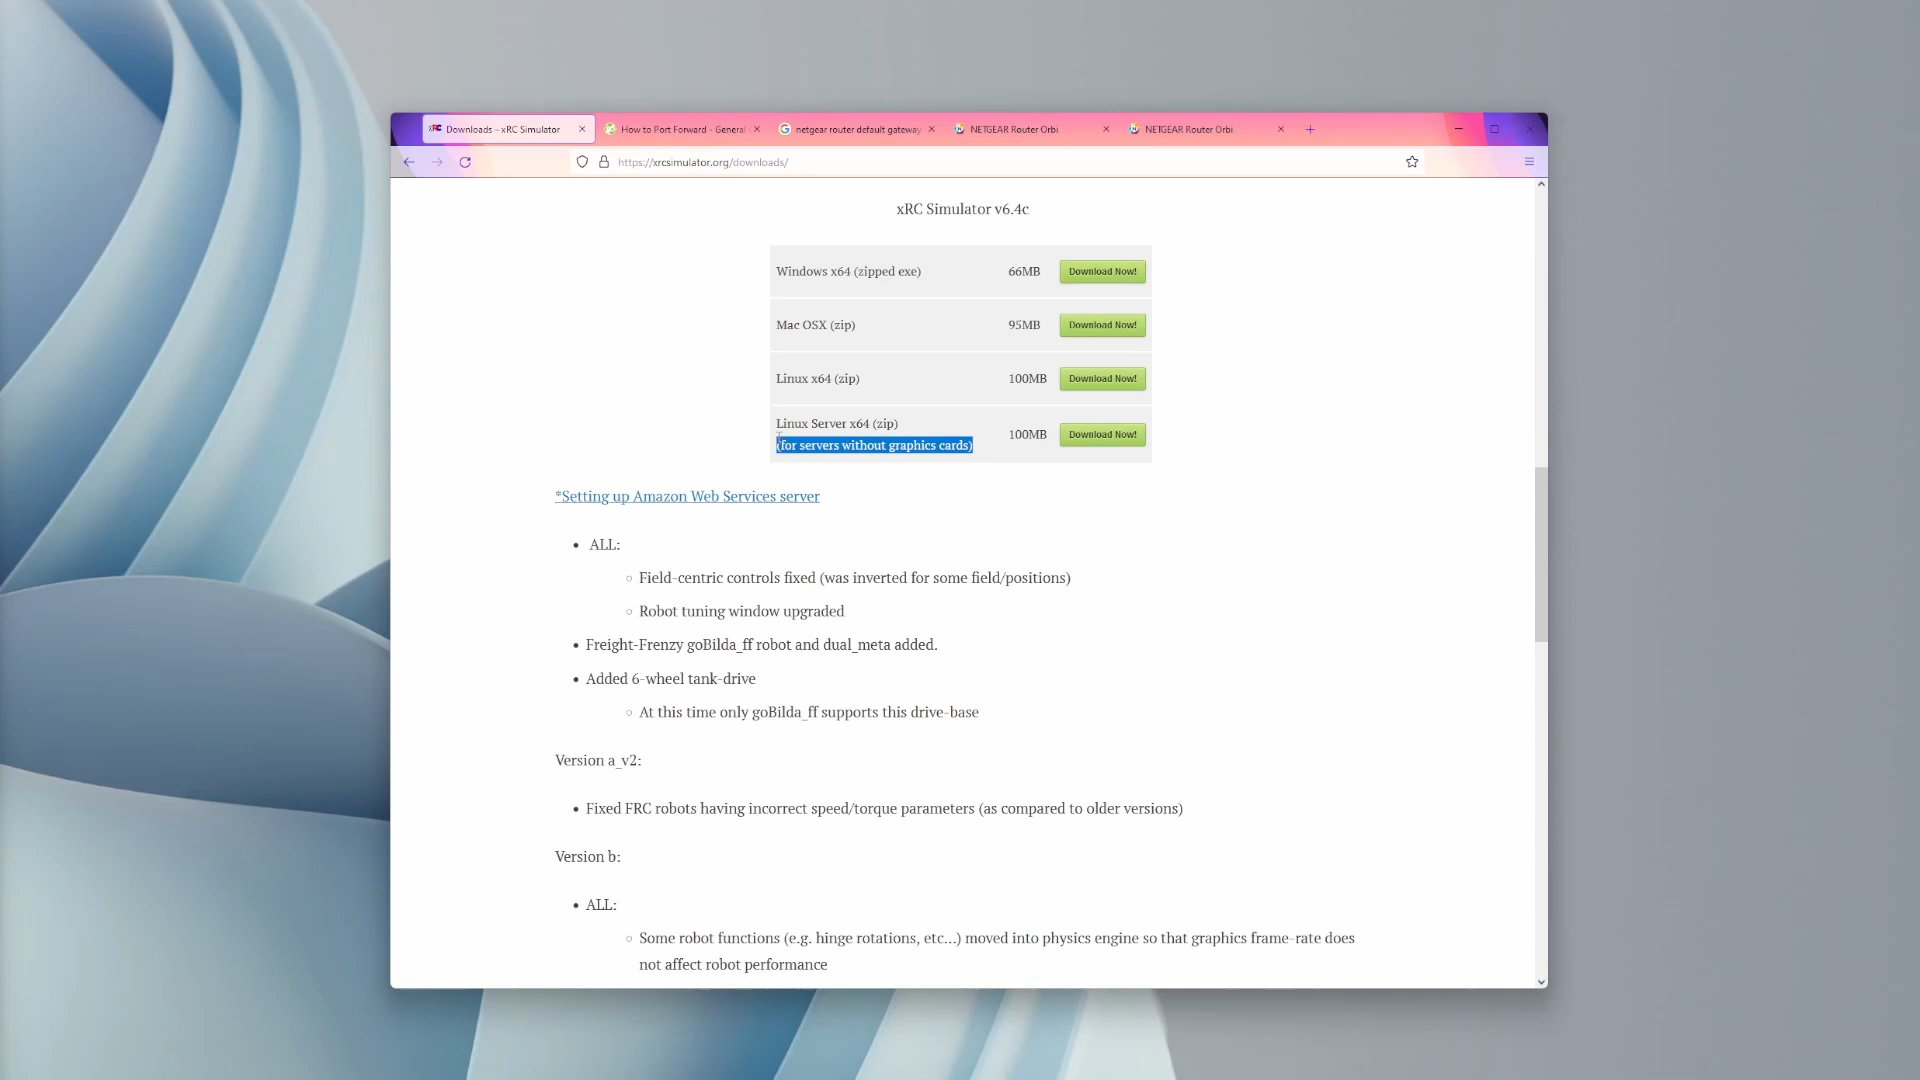 xRC Downloads – xRC Simulator
How to Port Forward - General
netgear router default gateway
NETGEAR Router Orbi
NETGEAR Router Orbi
https://xrcsimulator.org/downloads/
xRC Simulator v6.4c
Windows x64 (zipped exe) 66MB Download Now!
Mac OSX (zip) 95MB Download Now!
Linux x64 (zip) 100MB Download Now!
Linux Server x64 (zip)
(for servers without graphics cards) 100MB Download Now!
*Setting up Amazon Web Services server
• ALL:
○ Field-centric controls fixed (was inverted for some field/positions)
○ Robot tuning window upgraded
• Freight-Frenzy goBilda_ff robot and dual_meta added.
• Added 6-wheel tank-drive
○ At this time only goBilda_ff supports this drive-base
Version a_v2:
• Fixed FRC robots having incorrect speed/torque parameters (as compared to older versions)
Version b:
• ALL:
○ Some robot functions (e.g. hinge rotations, etc…) moved into physics engine so that graphics frame-rate does
not affect robot performance